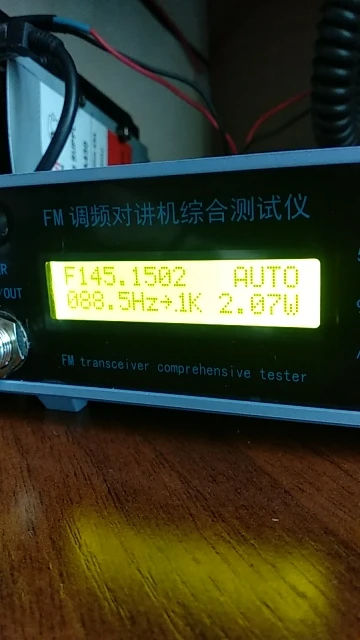 FM 调频对讲机综合测试仪
F145.1502 AUTO
088.5Hz→1K 2.07W
/OUT
FM transceiver comprehensive tester